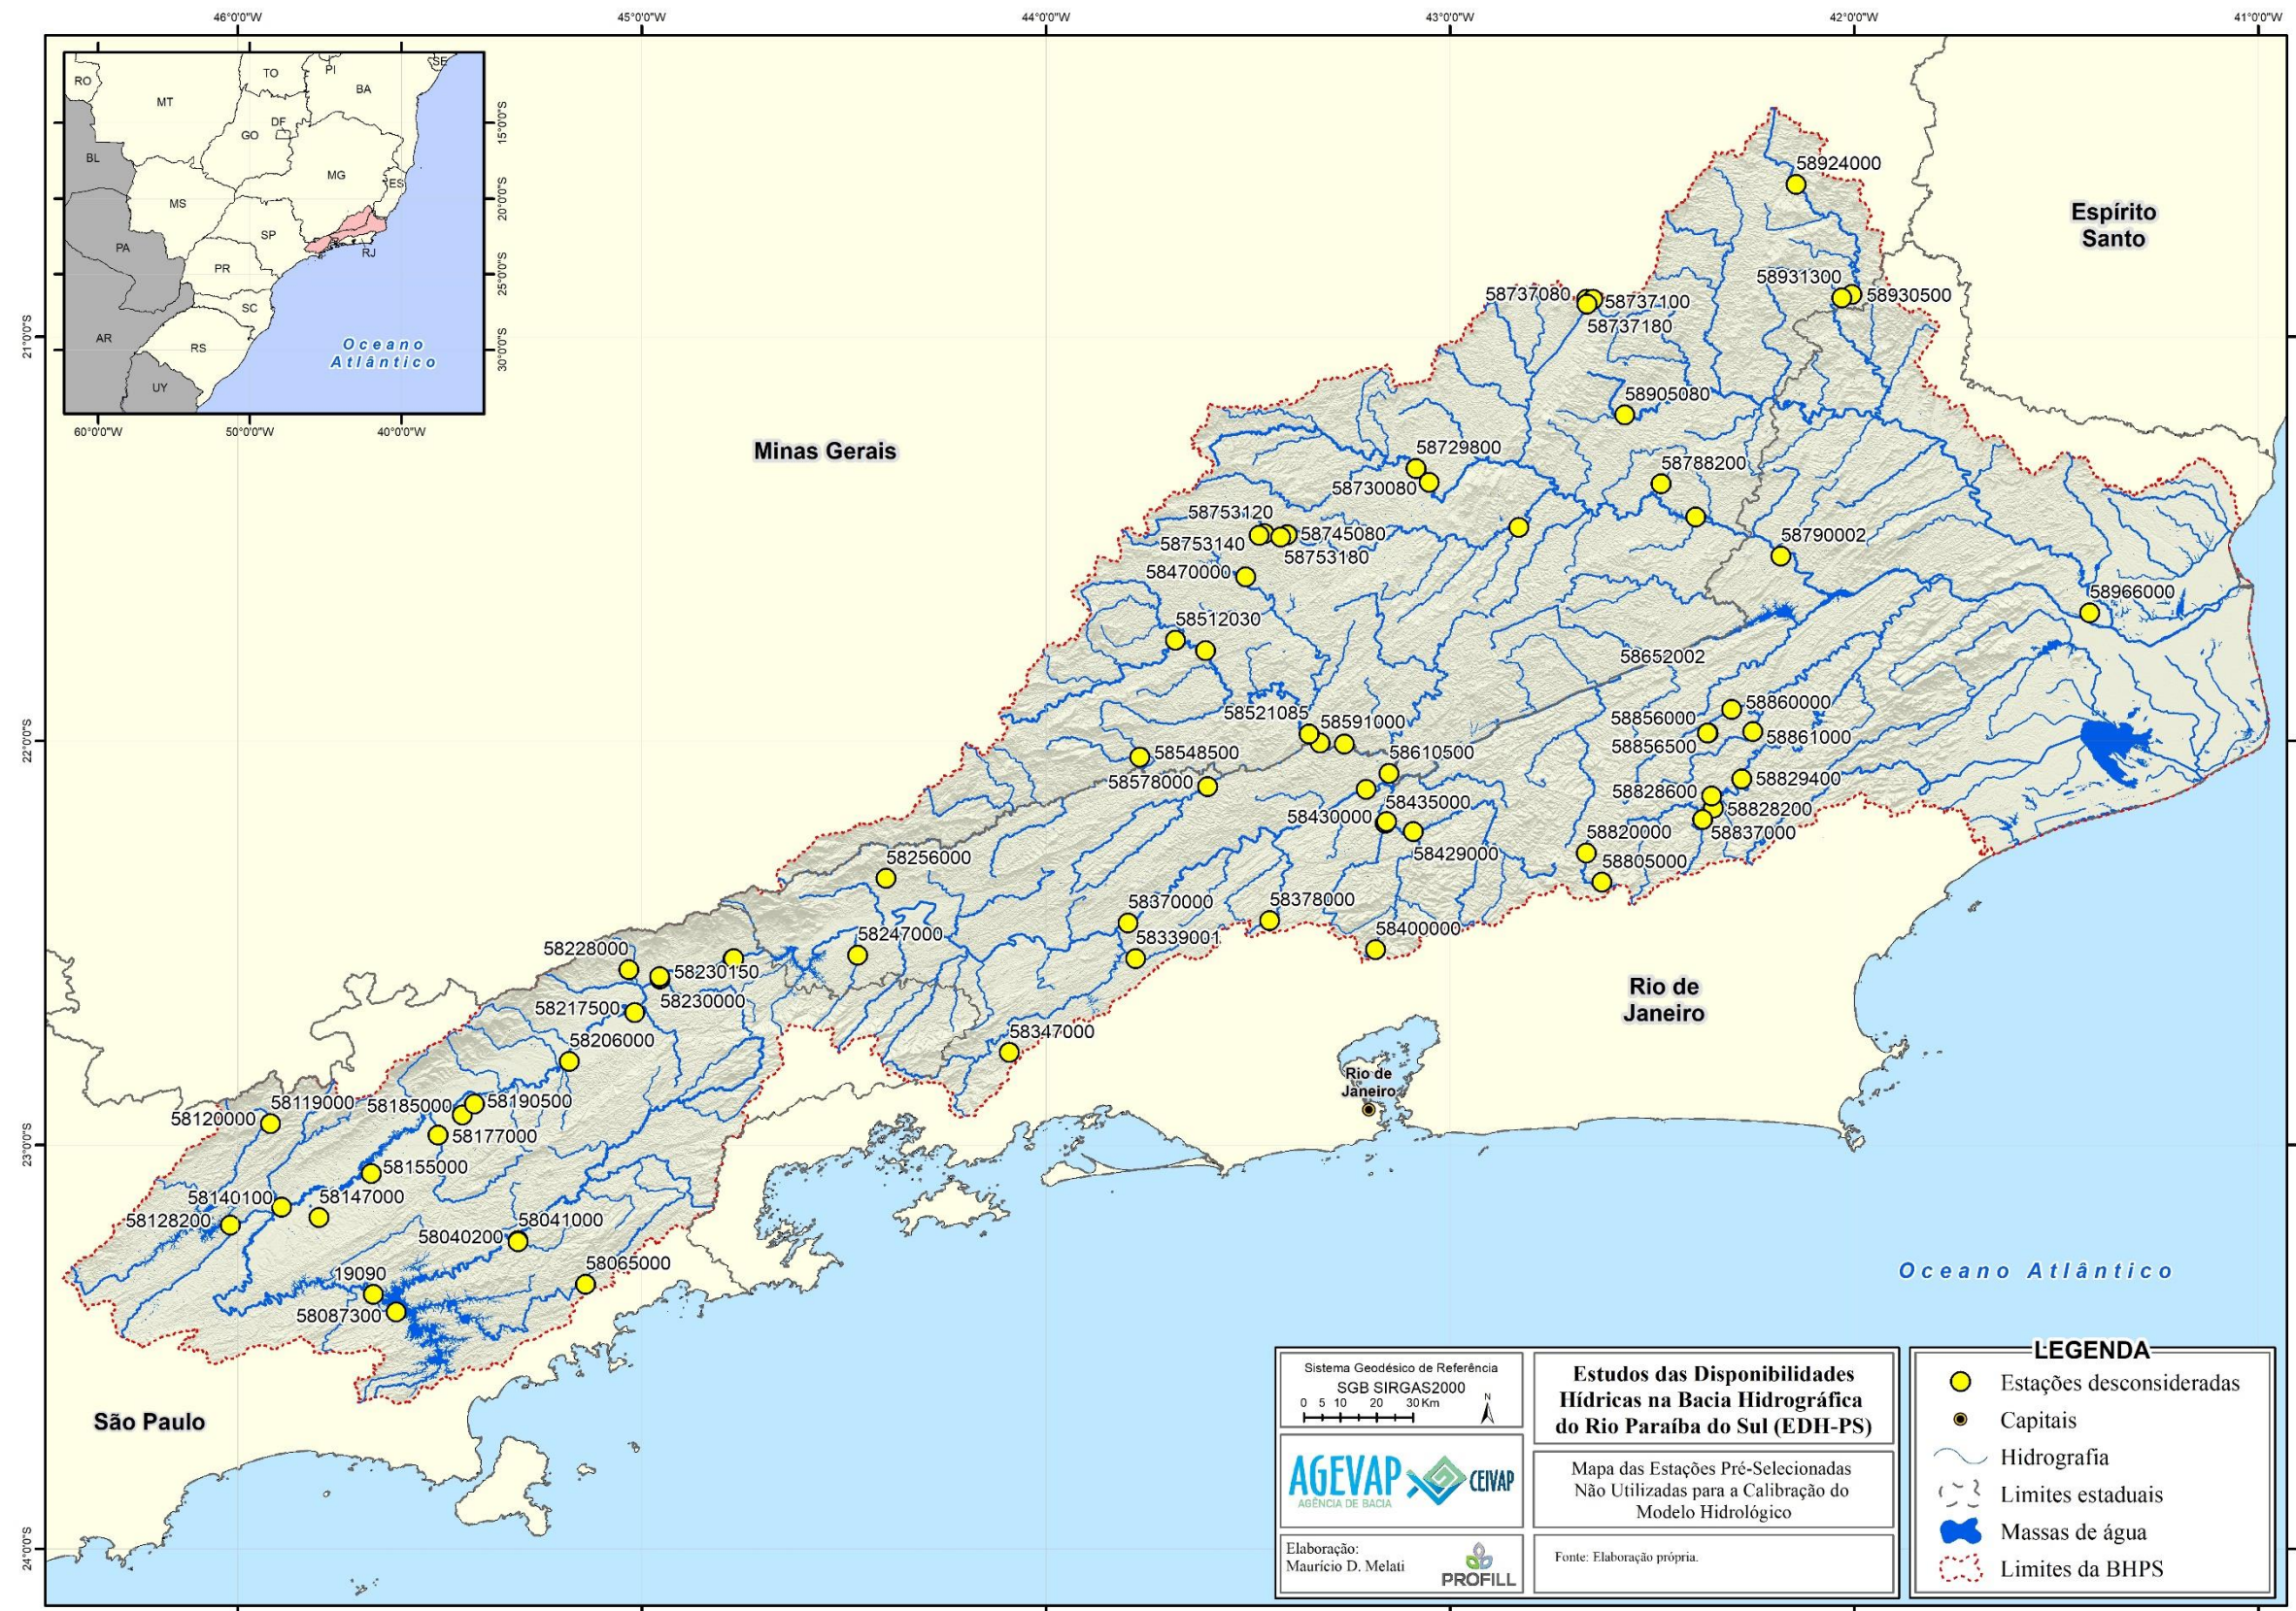 46°0'0"W
45°0'0"W
44°0'0"W
43°0'0"W
42°0'0"W
41°0'0"W
RO
MT
TO
PI
SE
BA
GO
DF
BL
MG
ES
MS
SP
RJ
PA
PR
SC
AR
RS
UY
Oceano
Atlântico
15°0'0"S
20°0'0"S
25°0'0"S
30°0'0"S
60°0'0"W
50°0'0"W
40°0'0"W
21°0'0"S
22°0'0"S
23°0'0"S
24°0'0"S
Espírito
Santo
Minas Gerais
58924000
58931300
58930500
58737080
58737100
58737180
58905080
58729800
58730080
58788200
58753120
58745080
58753140
58753180
58790002
58470000
58966000
58512030
58652002
58521085
58591000
58860000
58856000
58861000
58856500
58548500
58610500
58578000
58829400
58828600
58828200
58435000
58430000
58837000
58820000
58429000
58805000
58256000
58370000
58378000
58247000
58339001
58400000
58228000
58230150
58230000
58217500
58206000
58347000
58119000
58120000
58185000
58190500
58177000
58155000
58140100
58147000
58128200
58041000
58040200
58065000
19090
58087300
Rio de
Janeiro
Rio de
Janeiro
São Paulo
Oceano Atlântico
Sistema Geodésico de Referência
SGB SIRGAS2000
0 5 10 20 30 Km
N
Estudos das Disponibilidades
Hídricas na Bacia Hidrográfica
do Rio Paraíba do Sul (EDH-PS)
AGEVAP
AGÊNCIA DE BACIA
CEIVAP
Mapa das Estações Pré-Selecionadas
Não Utilizadas para a Calibração do
Modelo Hidrológico
Elaboração:
Maurício D. Melati
PROFILL
Fonte: Elaboração própria.
LEGENDA
Estações desconsideradas
Capitais
Hidrografia
Limites estaduais
Massas de água
Limites da BHPS